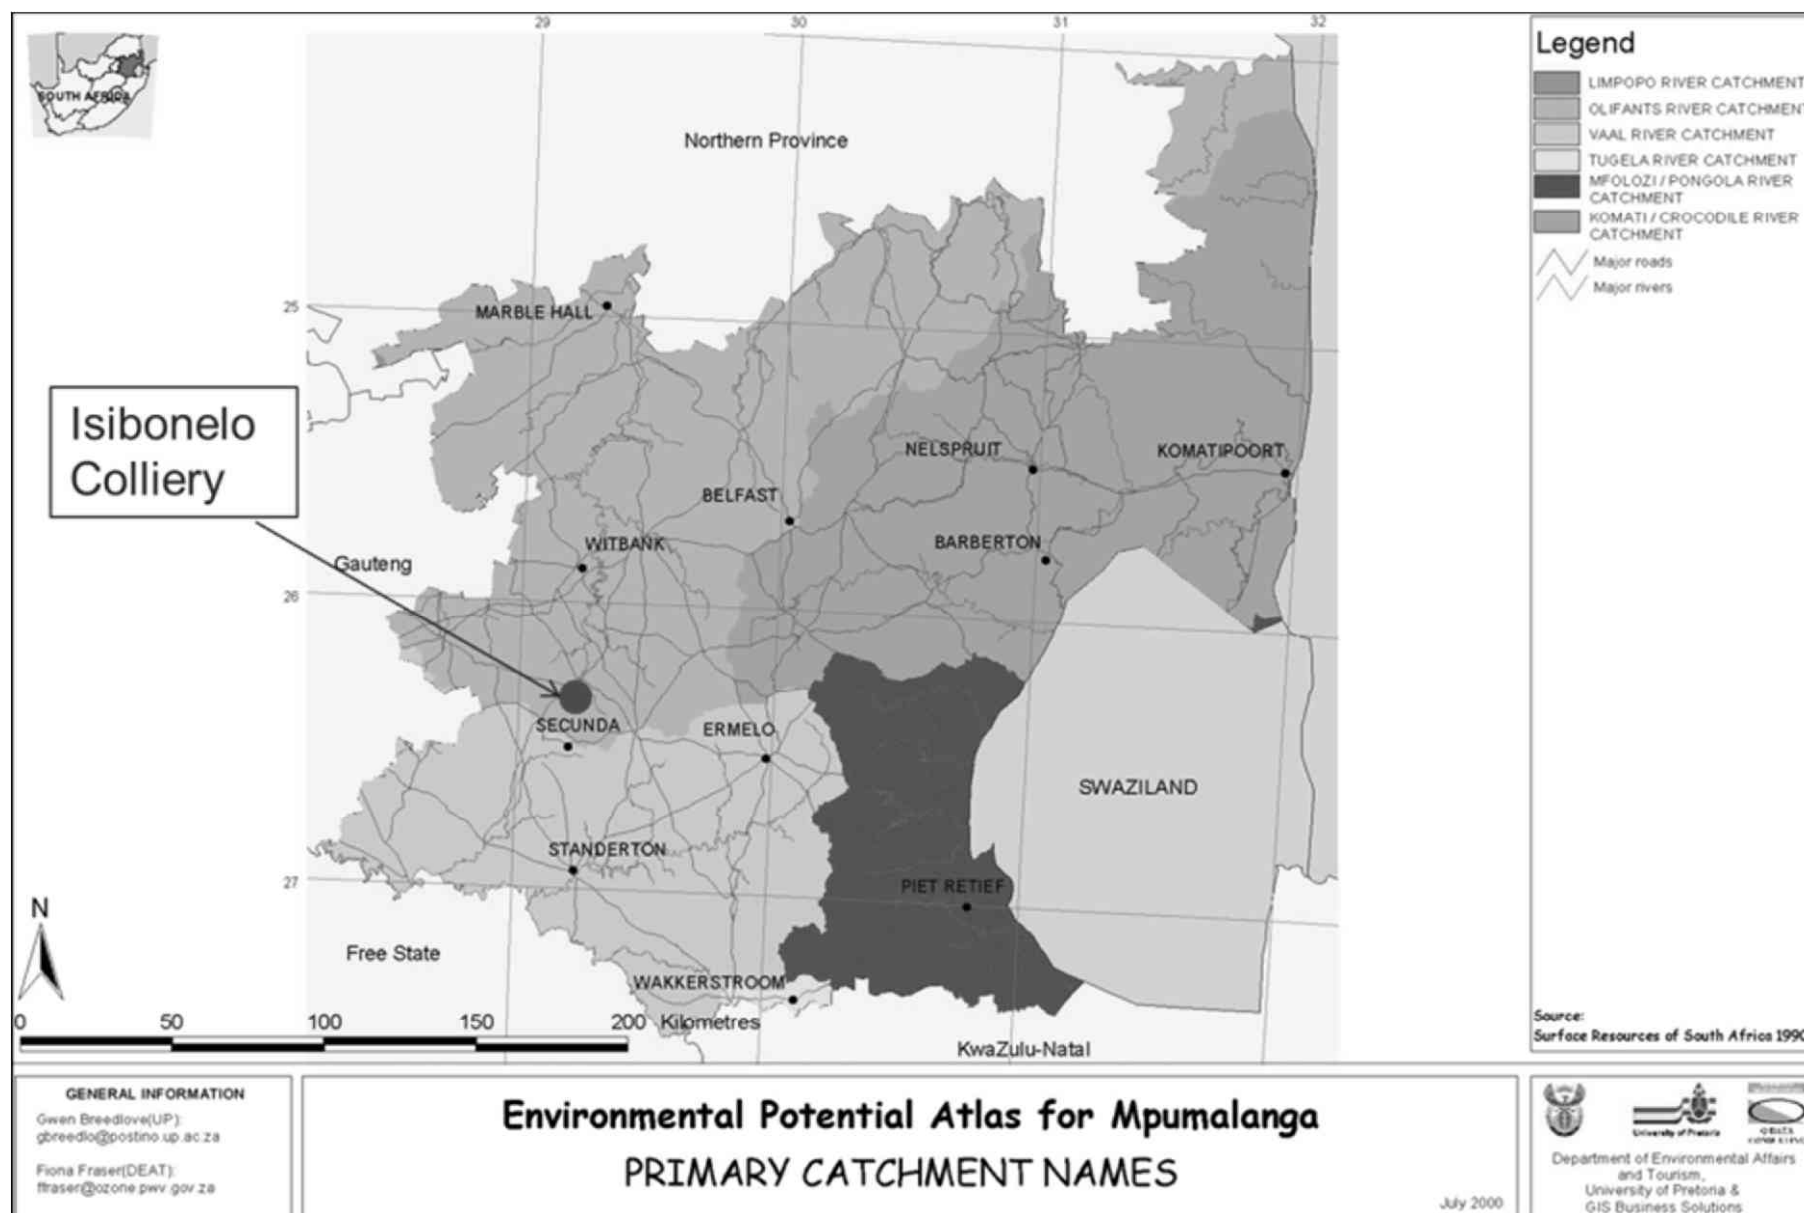 29
30
31
32
SOUTH AFRICA
Northern Province
25
MARBLE HALL
Isibonelo
Colliery
NELSPRUIT
KOMATIPOORT
BELFAST
WITBANK
BARBERTON
Gauteng
26
SECUNDA
ERMELO
SWAZILAND
STANDERTON
27
PIET RETIEF
N
Free State
WAKKERSTROOM
0 50 100 150 200 Kilometres
KwaZulu-Natal
Legend
LIMPOPO RIVER CATCHMENT
OLIFANTS RIVER CATCHMENT
VAAL RIVER CATCHMENT
TUGELA RIVER CATCHMENT
MFOLOZI / PONGOLA RIVER
CATCHMENT
KOMATI / CROCODILE RIVER
CATCHMENT
Major roads
Major rivers
Source:
Surface Resources of South Africa 1990
GENERAL INFORMATION
Gwen Breedlove(UP):
gbreedlo@postino.up.ac.za
Fiona Fraser(DEAT):
ffraser@ozone.pwv.gov.za
Environmental Potential Atlas for Mpumalanga
PRIMARY CATCHMENT NAMES
July 2000
University of Pretoria
Department of Environmental Affairs
and Tourism,
University of Pretoria &
GIS Business Solutions